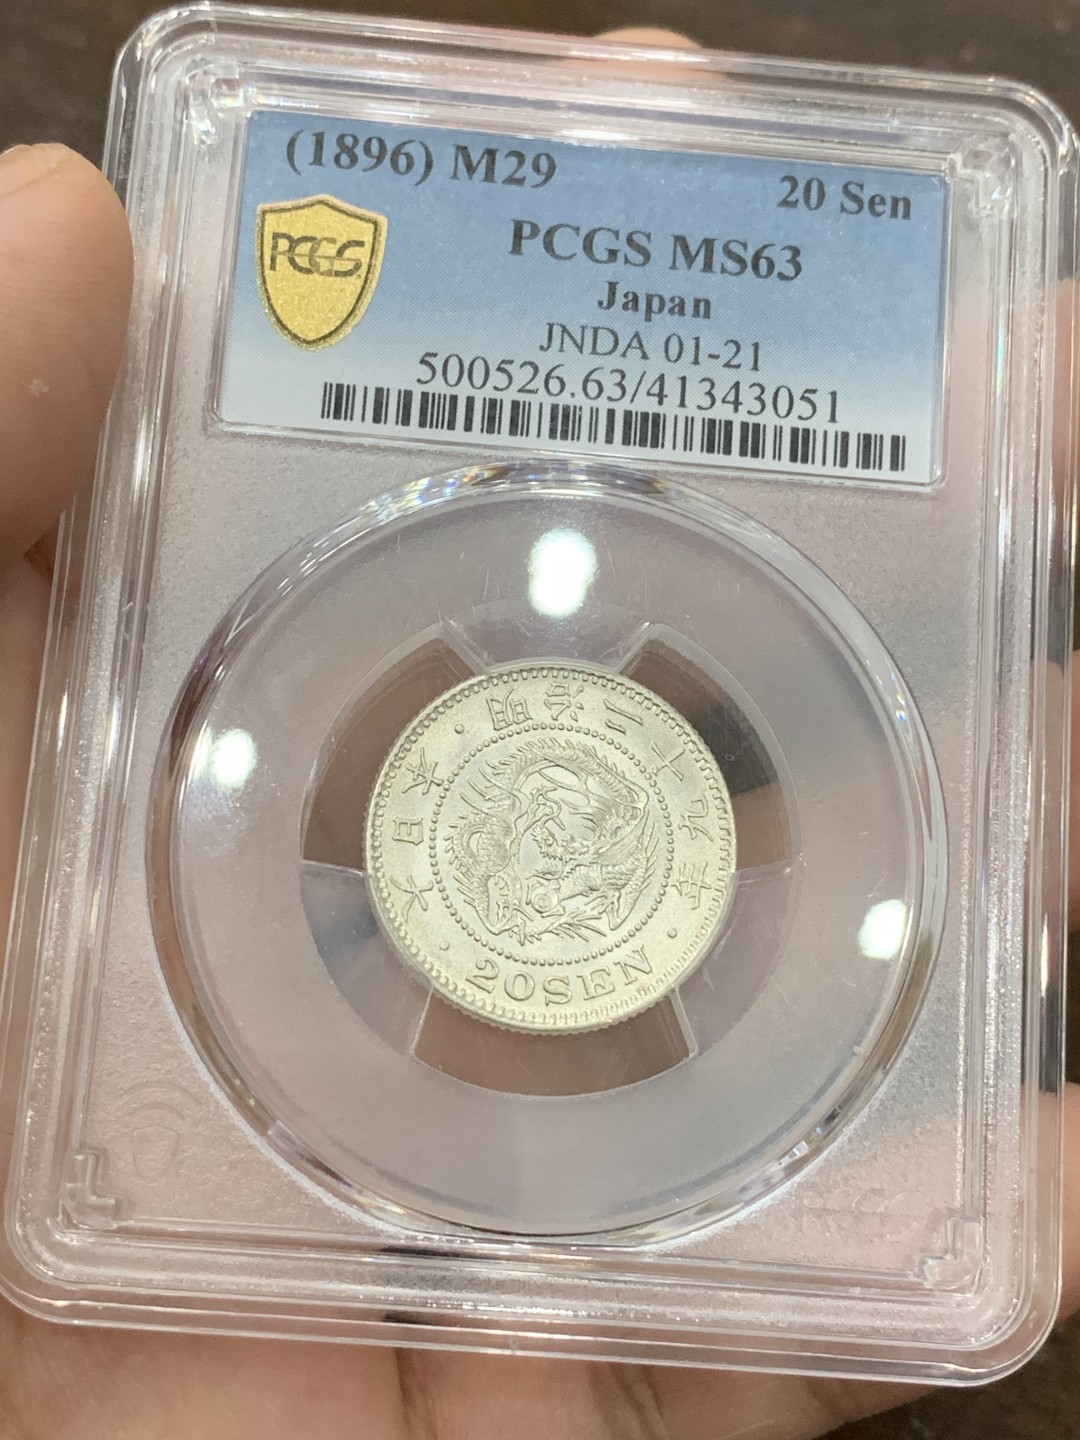 (1896) M29
20 Sen
PCGS
PCGS MS63
Japan
JNDA 01-21
500526.63/41343051
大日本・明治二十九年・
20SEN